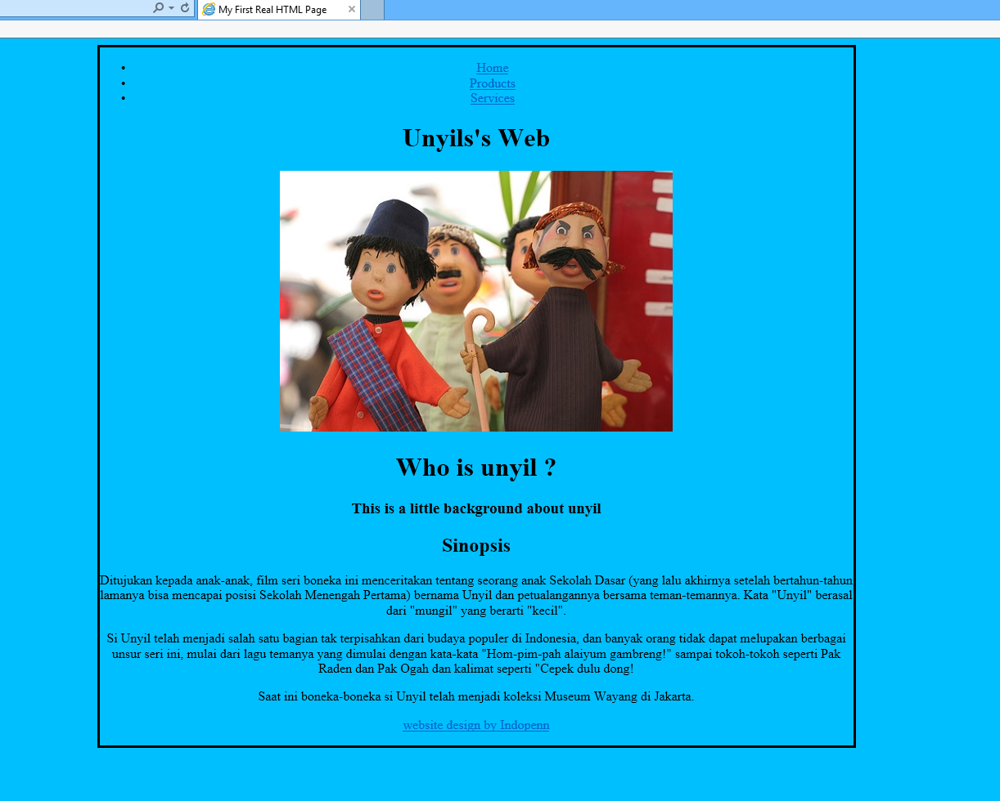 My First Real HTML Page
Home
Products
Services
Unyils's Web
Who is unyil ?
This is a little background about unyil
Sinopsis
Ditujukan kepada anak-anak, film seri boneka ini menceritakan tentang seorang anak Sekolah Dasar (yang lalu akhirnya setelah bertahun-tahun
lamanya bisa mencapai posisi Sekolah Menengah Pertama) bernama Unyil dan petualangannya bersama teman-temannya. Kata "Unyil" berasal
dari "mungil" yang berarti "kecil".
Si Unyil telah menjadi salah satu bagian tak terpisahkan dari budaya populer di Indonesia, dan banyak orang tidak dapat melupakan berbagai
unsur seri ini, mulai dari lagu temanya yang dimulai dengan kata-kata "Hom-pim-pah alaiyum gambreng!" sampai tokoh-tokoh seperti Pak
Raden dan Pak Ogah dan kalimat seperti "Cepek dulu dong!
Saat ini boneka-boneka si Unyil telah menjadi koleksi Museum Wayang di Jakarta.
website design by Indopenn